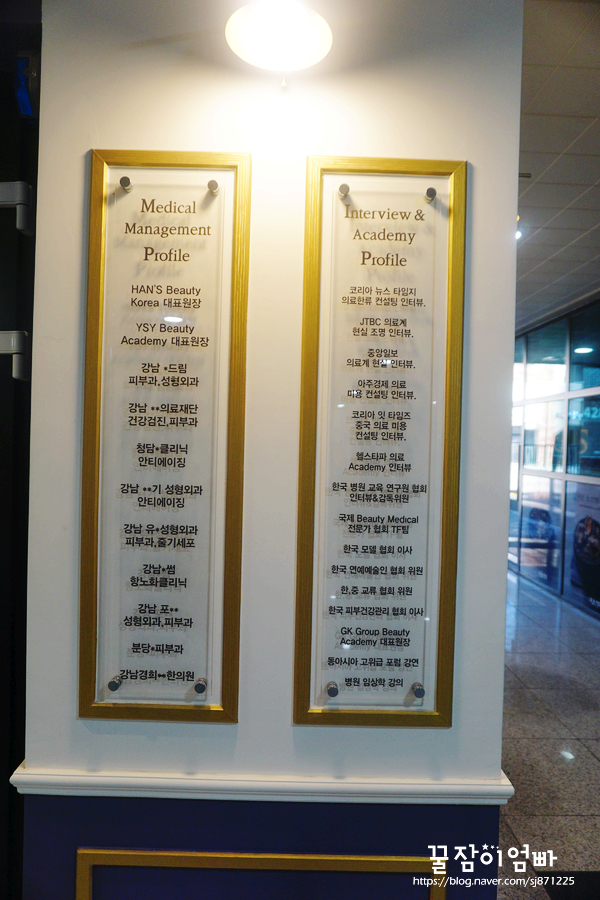 Medical
Management
Profile
HAN'S Beauty
Korea 대표원장
YSY Beauty
Academy 대표원장
강남 *드림
피부과,성형외과
강남 **의료재단
건강검진,피부과
청담*클리닉
안티에이징
강남 **기 성형외과
안티에이징
강남 유*성형외과
피부과,줄기세포
강남*썸
항노화클리닉
강남 포**
성형외과,피부과
분당*피부과
강남경희**한의원
Interview &
Academy
Profile
코리아 뉴스 타임지
의료한류 컨설팅 인터뷰.
JTBC 의료계
현실 조명 인터뷰.
중앙일보
의료계 현실 인터뷰.
아주경제 의료
미용 컨설팅 인터뷰.
코리아 잇 타임즈
중국 의료 미용
컨설팅 인터뷰.
헬스타파 의료
Academy 인터뷰
한국 병원 교육 연구원 협회
인터뷰&감독위원
국제 Beauty Medical
전문가 협회 TF팀
한국 모델 협회 이사
한국 연예예술인 협회 위원
한,중 교류 협회 위원
한국 피부건강관리 협회 이사
GK Group Beauty
Academy 대표원장
동아시아 고위급 포럼 강연
병원 임상학 강의
꿀잠이엄빠
https://blog.naver.com/sj871225